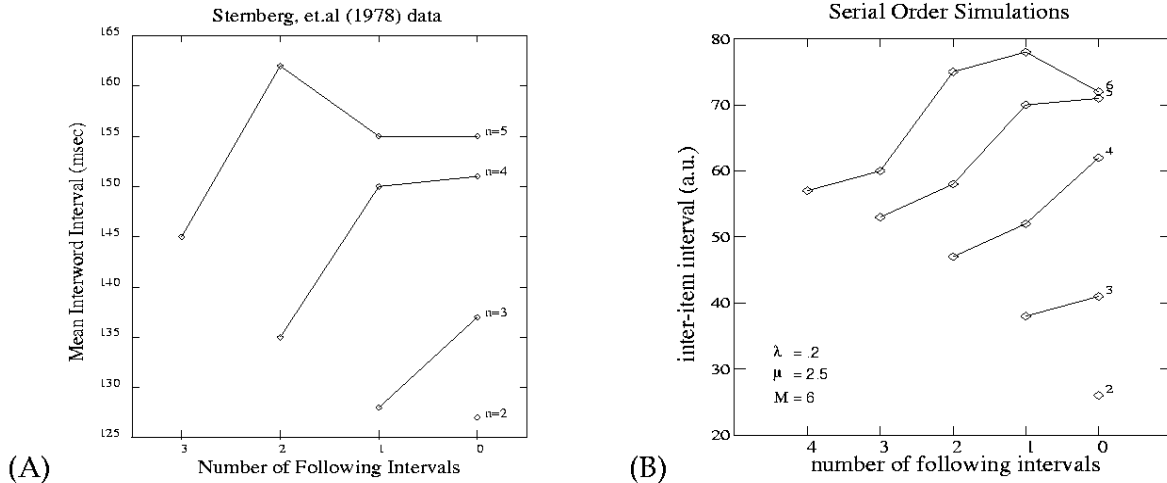 Sternberg, et.al (1978) data
Mean Interword Interval (msec)
165
160
155
150
145
140
135
130
125
n=5
n=4
n=3
n=2
3 2 1 0
Number of Following Intervals
(A)
Serial Order Simulations
inter-item interval (a.u.)
80
70
60
50
40
30
20
6
5
4
3
2
λ = .2
μ = 2.5
M = 6
4 3 2 1 0
number of following intervals
(B)